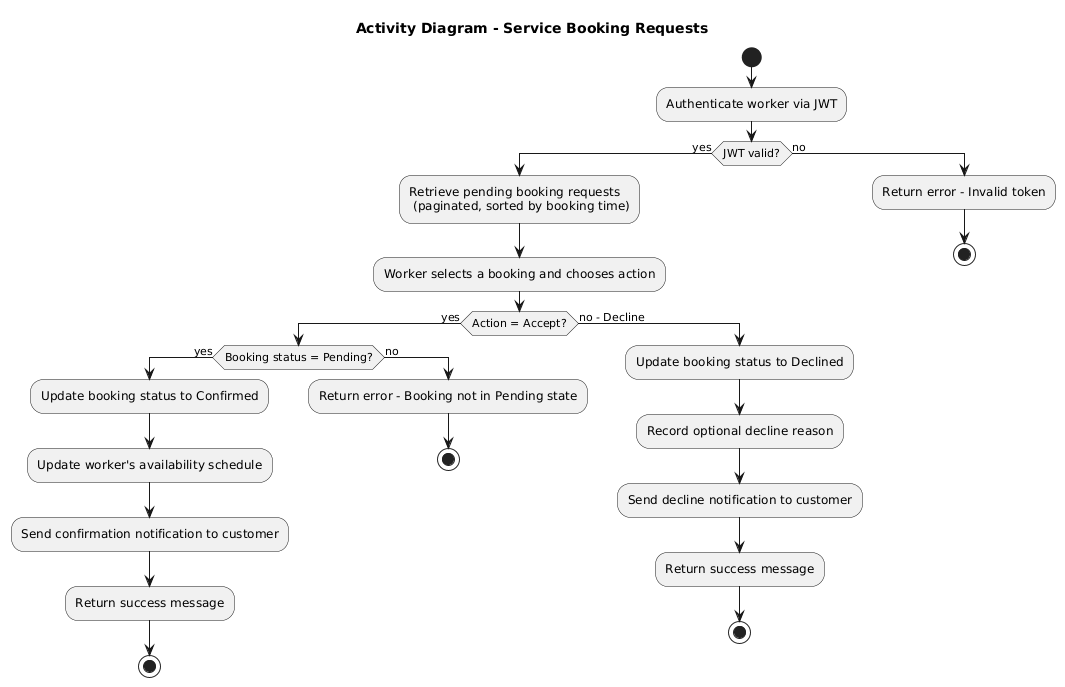 Activity Diagram - Service Booking Requests
Authenticate worker via JWT
JWT valid?
yes
no
Retrieve pending booking requests
(paginated, sorted by booking time)
Return error - Invalid token
Worker selects a booking and chooses action
Action = Accept?
yes
no - Decline
Booking status = Pending?
yes
no
Update booking status to Confirmed
Update worker's availability schedule
Send confirmation notification to customer
Return success message
Return error - Booking not in Pending state
Update booking status to Declined
Record optional decline reason
Send decline notification to customer
Return success message